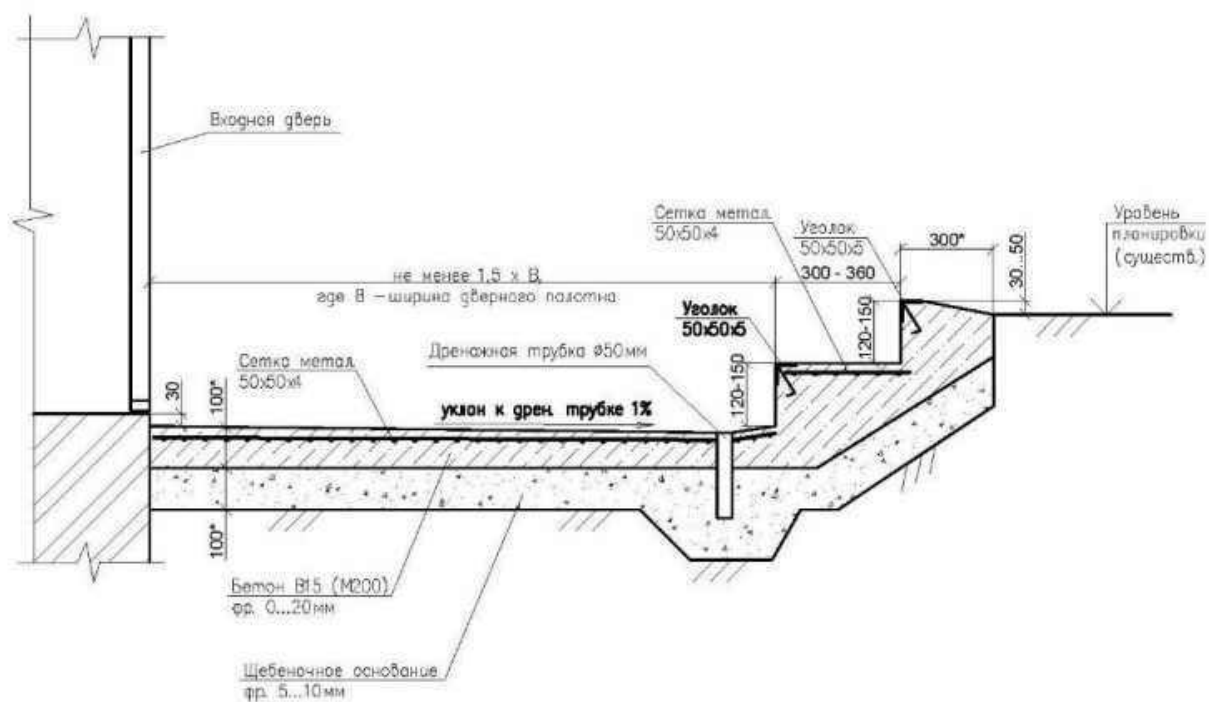 Входная дверь
Сетка метал.
50х50х4
Уголок
50х50х5
300*
30...50
Уровень
планировки
(существ.)
не менее 1,5 х В,
где В – ширина дверного полотна
300 - 360
Уголок
50х50х5
120-150
Дренажная трубка Ø50мм
Сетка метал.
50х50х4
120-150
30
100*
уклон к дрен. трубке 1%
100*
Бетон В15 (М200)
фр. 0...20мм
Щебеночное основание
фр. 5...10мм